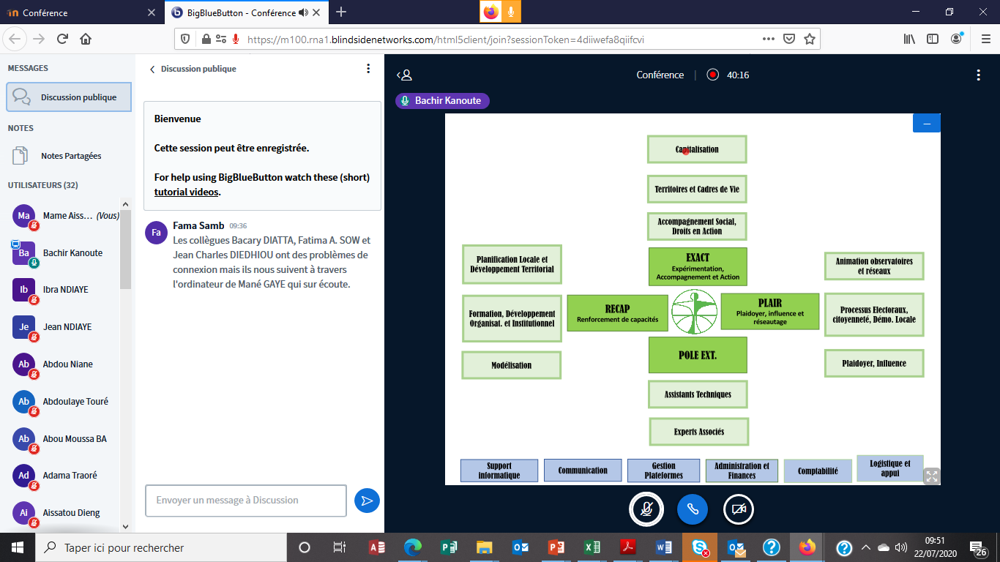 Conférence
BigBlueButton - Conférence
https://m100.rna1.blindsidenetworks.com/html5client/join?sessionToken=4diiwefa8qiifcvi
MESSAGES
Discussion publique
NOTES
Notes Partagées
UTILISATEURS (32)
Ma
Mame Aiss... (Vous)
Ba
Bachir Kanoute
Ib
Ibra NDIAYE
Je
Jean NDIAYE
Ab
Abdou Niane
Ab
Abdoulaye Touré
Ab
Abou Moussa BA
Ad
Adama Traoré
Ai
Aissatou Dieng
Discussion publique
Bienvenue
Cette session peut être enregistrée.
For help using BigBlueButton watch these (short)
tutorial videos.
Fa
Fama Samb 09:36
Les collègues Bacary DIATTA, Fatima A. SOW et
Jean Charles DIEDHIOU ont des problèmes de
connexion mais ils nous suivent à travers
l'ordinateur de Mané GAYE qui sur écoute.
Envoyer un message à Discussion
Conférence
40:16
Bachir Kanoute
Capitalisation
Territoires et Cadres de Vie
Accompagnement Social,
Droits en Action
EXACT
Expérimentation,
Accompagnement et Action
Planification Locale et
Développement Territorial
Formation, Développement
Organisat. et Institutionnel
Modélisation
RECAP
Renforcement de capacités
PLAIR
Plaidoyer, influence et
réseautage
Animation observatoires
et réseaux
Processus Electoraux,
citoyenneté, Démo. Locale
Plaidoyer, Influence
POLE EXT.
Assistants Techniques
Experts Associés
Support
informatique
Communication
Gestion
Plateformes
Administration et
Finances
Comptabilité
Logistique et
appui
Taper ici pour rechercher
09:51
22/07/2020
26